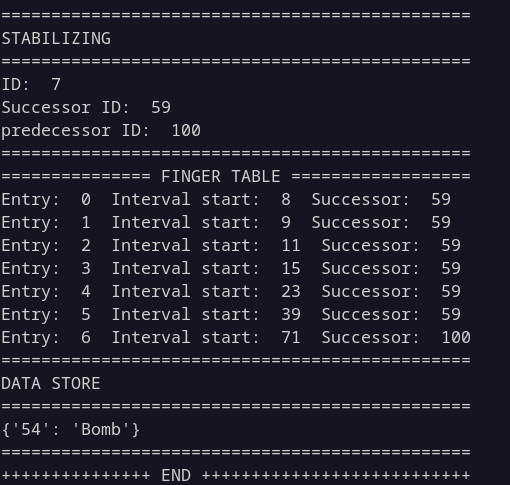 ===============================================
STABILIZING
===============================================
ID:  7
Successor ID:  59
predecessor ID:  100
===============================================
=============== FINGER TABLE ==================
Entry:  0  Interval start:  8  Successor:  59
Entry:  1  Interval start:  9  Successor:  59
Entry:  2  Interval start:  11  Successor:  59
Entry:  3  Interval start:  15  Successor:  59
Entry:  4  Interval start:  23  Successor:  59
Entry:  5  Interval start:  39  Successor:  59
Entry:  6  Interval start:  71  Successor:  100
===============================================
DATA STORE
===============================================
{'54': 'Bomb'}
===============================================
+++++++++++++++ END +++++++++++++++++++++++++++